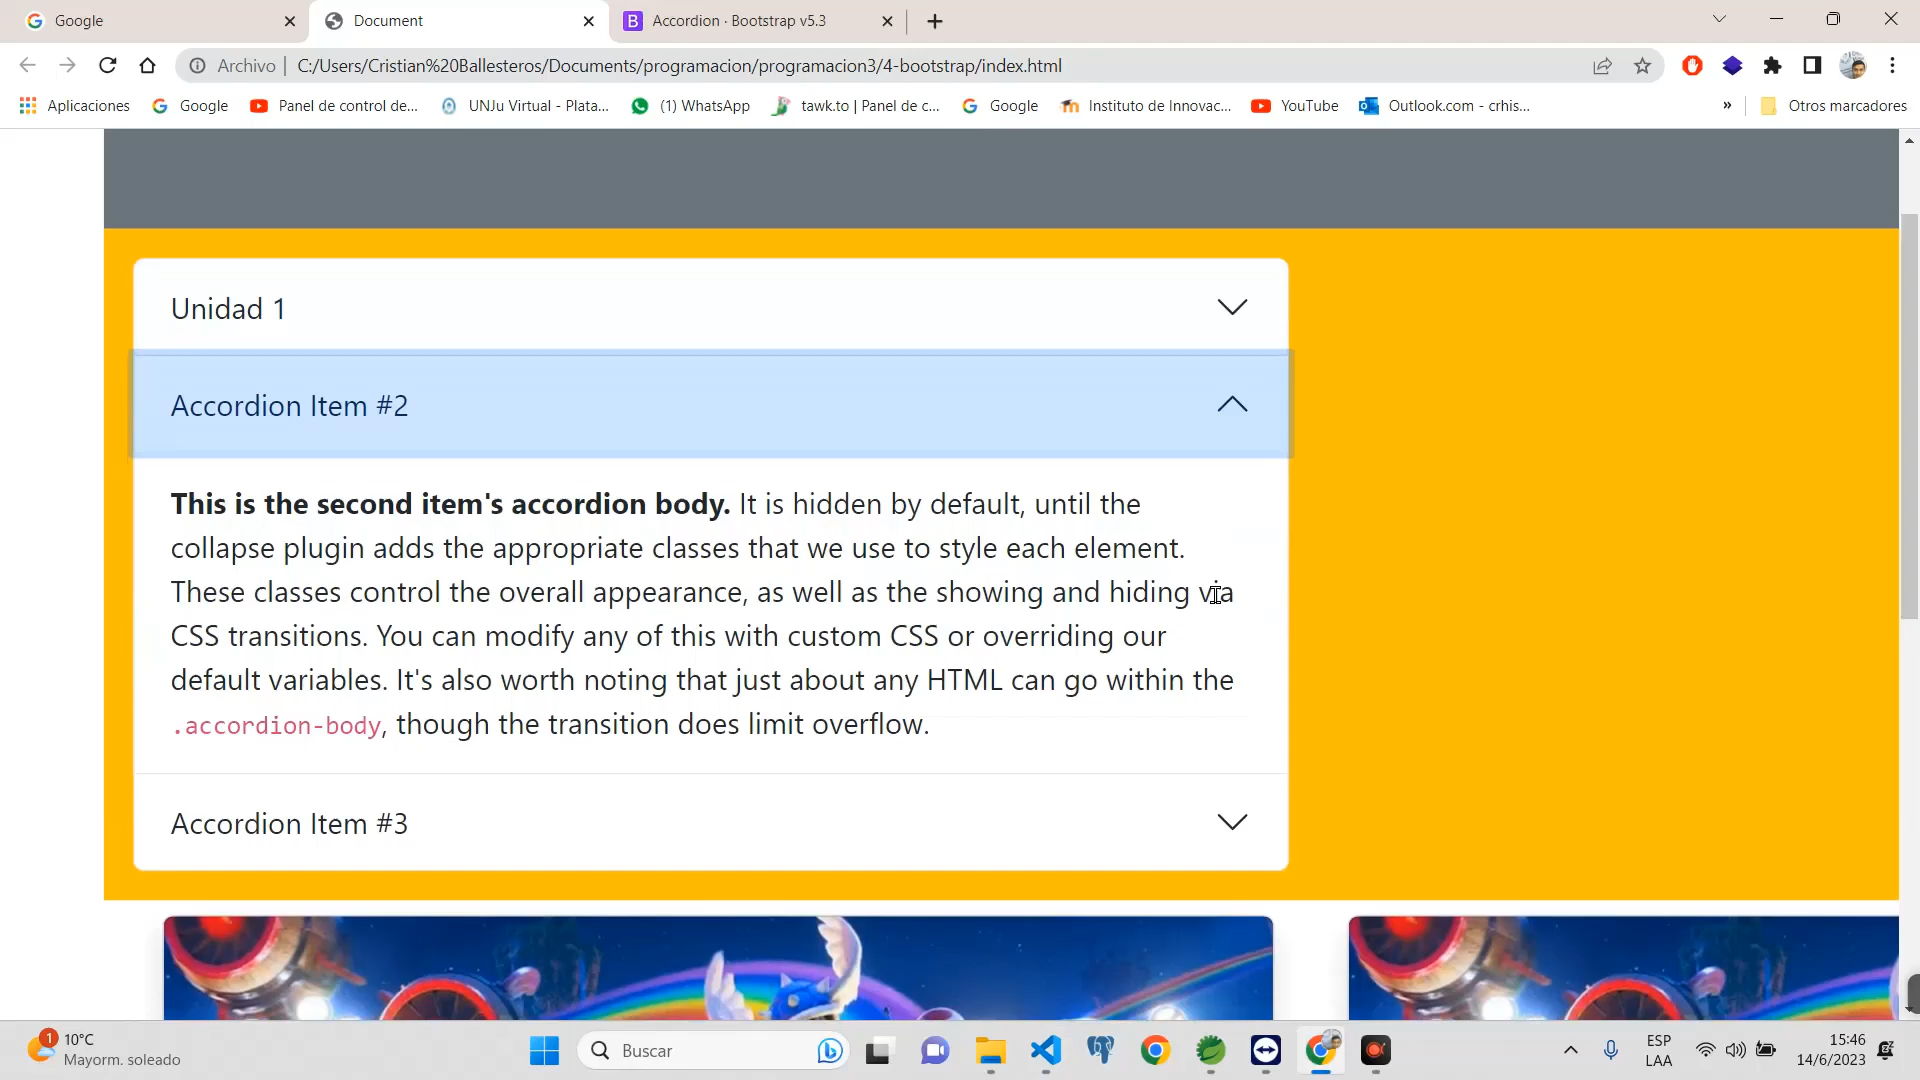 Google
Document
Accordion · Bootstrap v5.3
Archivo | C:/Users/Cristian%20Ballesteros/Documents/programacion/programacion3/4-bootstrap/index.html
Aplicaciones Google Panel de control de... UNJu Virtual - Plata... (1) WhatsApp tawk.to | Panel de c... Google Instituto de Innovac... YouTube Outlook.com - crhis... » Otros marcadores
Unidad 1
Accordion Item #2
This is the second item's accordion body. It is hidden by default, until the
collapse plugin adds the appropriate classes that we use to style each element.
These classes control the overall appearance, as well as the showing and hiding via
CSS transitions. You can modify any of this with custom CSS or overriding our
default variables. It's also worth noting that just about any HTML can go within the
.accordion-body, though the transition does limit overflow.
Accordion Item #3
1
10°C
Mayorm. soleado
Buscar
ESP
LAA
15:46
14/6/2023